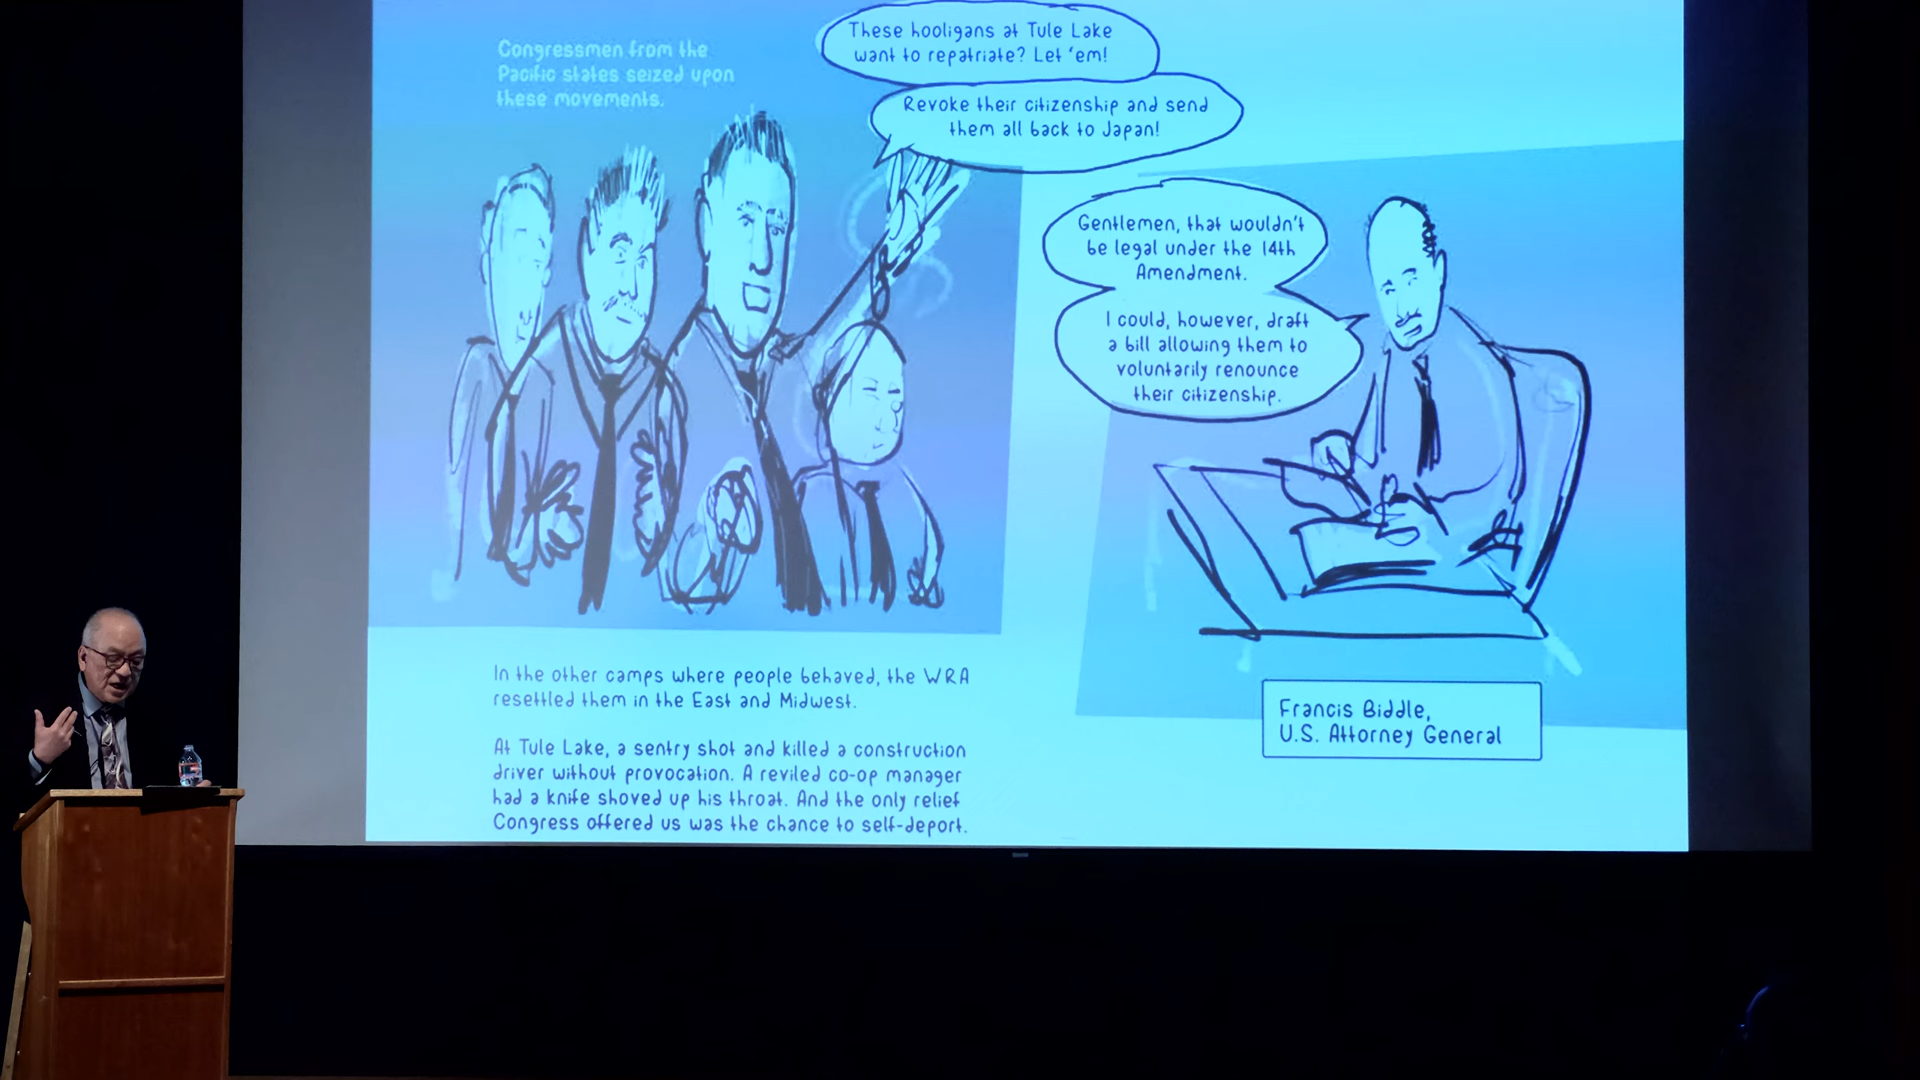 Congressmen from the
Pacific states seized upon
these movements.
These hooligans at Tule Lake
want to repatriate? Let 'em!
Revoke their citizenship and send
them all back to Japan!
Gentlemen, that wouldn't
be legal under the 14th
Amendment.
I could, however, draft
a bill allowing them to
voluntarily renounce
their citizenship.
In the other camps where people behaved, the WRA
resettled them in the East and Midwest.
At Tule Lake, a sentry shot and killed a construction
driver without provocation. A reviled co-op manager
had a knife shoved up his throat. And the only relief
Congress offered us was the chance to self-deport.
Francis Biddle,
U.S. Attorney General